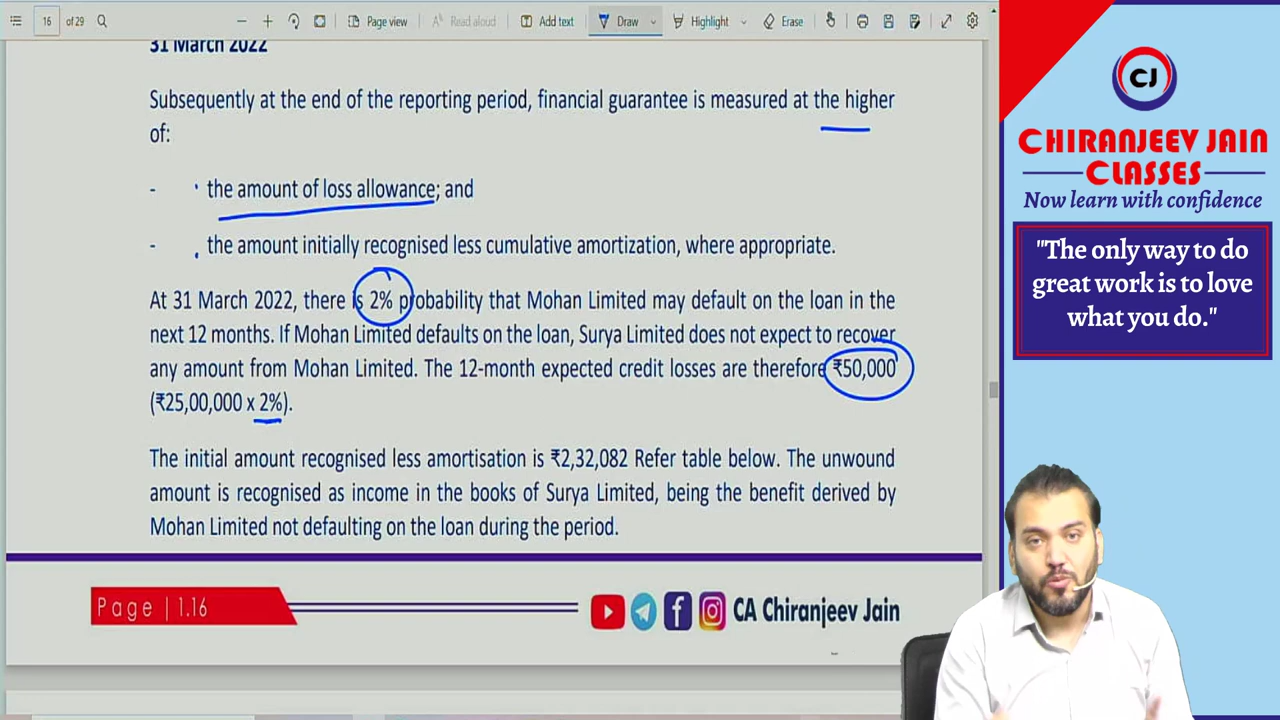 16 of 29 Page view Read aloud Add text Draw Highlight Erase
31 March 2022
Subsequently at the end of the reporting period, financial guarantee is measured at the higher
of:
- the amount of loss allowance; and
- the amount initially recognised less cumulative amortization, where appropriate.
At 31 March 2022, there is 2% probability that Mohan Limited may default on the loan in the
next 12 months. If Mohan Limited defaults on the loan, Surya Limited does not expect to recover
any amount from Mohan Limited. The 12-month expected credit losses are therefore ₹50,000
(₹25,00,000 x 2%).
The initial amount recognised less amortisation is ₹2,32,082 Refer table below. The unwound
amount is recognised as income in the books of Surya Limited, being the benefit derived by
Mohan Limited not defaulting on the loan during the period.
Page | 1.16
CA Chiranjeev Jain
CJ
CHIRANJEEV JAIN
CLASSES
Now learn with confidence
"The only way to do
great work is to love
what you do."